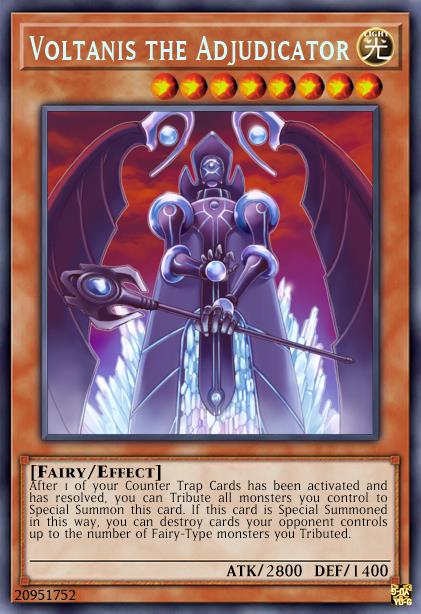 VOLTANIS THE ADJUDICATOR
LIGHT
光
[FAIRY/EFFECT]
After 1 of your Counter Trap Cards has been activated and
has resolved, you can Tribute all monsters you control to
Special Summon this card. If this card is Special Summoned
in this way, you can destroy cards your opponent controls
up to the number of Fairy-Type monsters you Tributed.
ATK/2800 DEF/1400
20951752